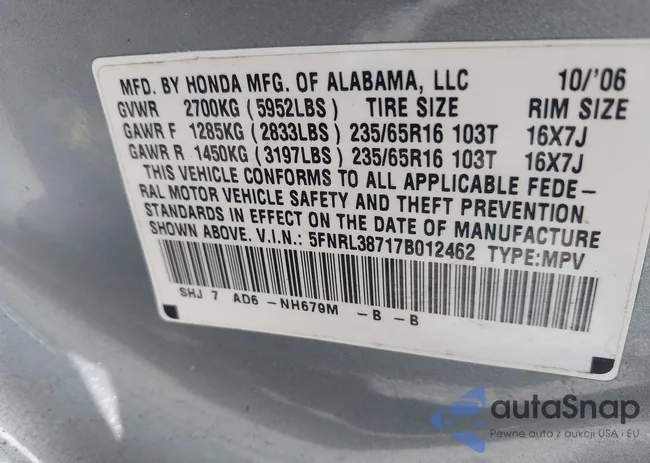 MFD. BY HONDA MFG. OF ALABAMA, LLC 10/'06
GVWR 2700KG (5952LBS) TIRE SIZE RIM SIZE
GAWR F 1285KG (2833LBS) 235/65R16 103T 16X7J
GAWR R 1450KG (3197LBS) 235/65R16 103T 16X7J
THIS VEHICLE CONFORMS TO ALL APPLICABLE FEDE-
RAL MOTOR VEHICLE SAFETY AND THEFT PREVENTION
STANDARDS IN EFFECT ON THE DATE OF MANUFACTURE
SHOWN ABOVE. V.I.N.: 5FNRL38717B012462 TYPE:MPV
SHJ 7 AD6 -NH679M -B -B
autaSnap
Pewne auta z aukcji USA i EU